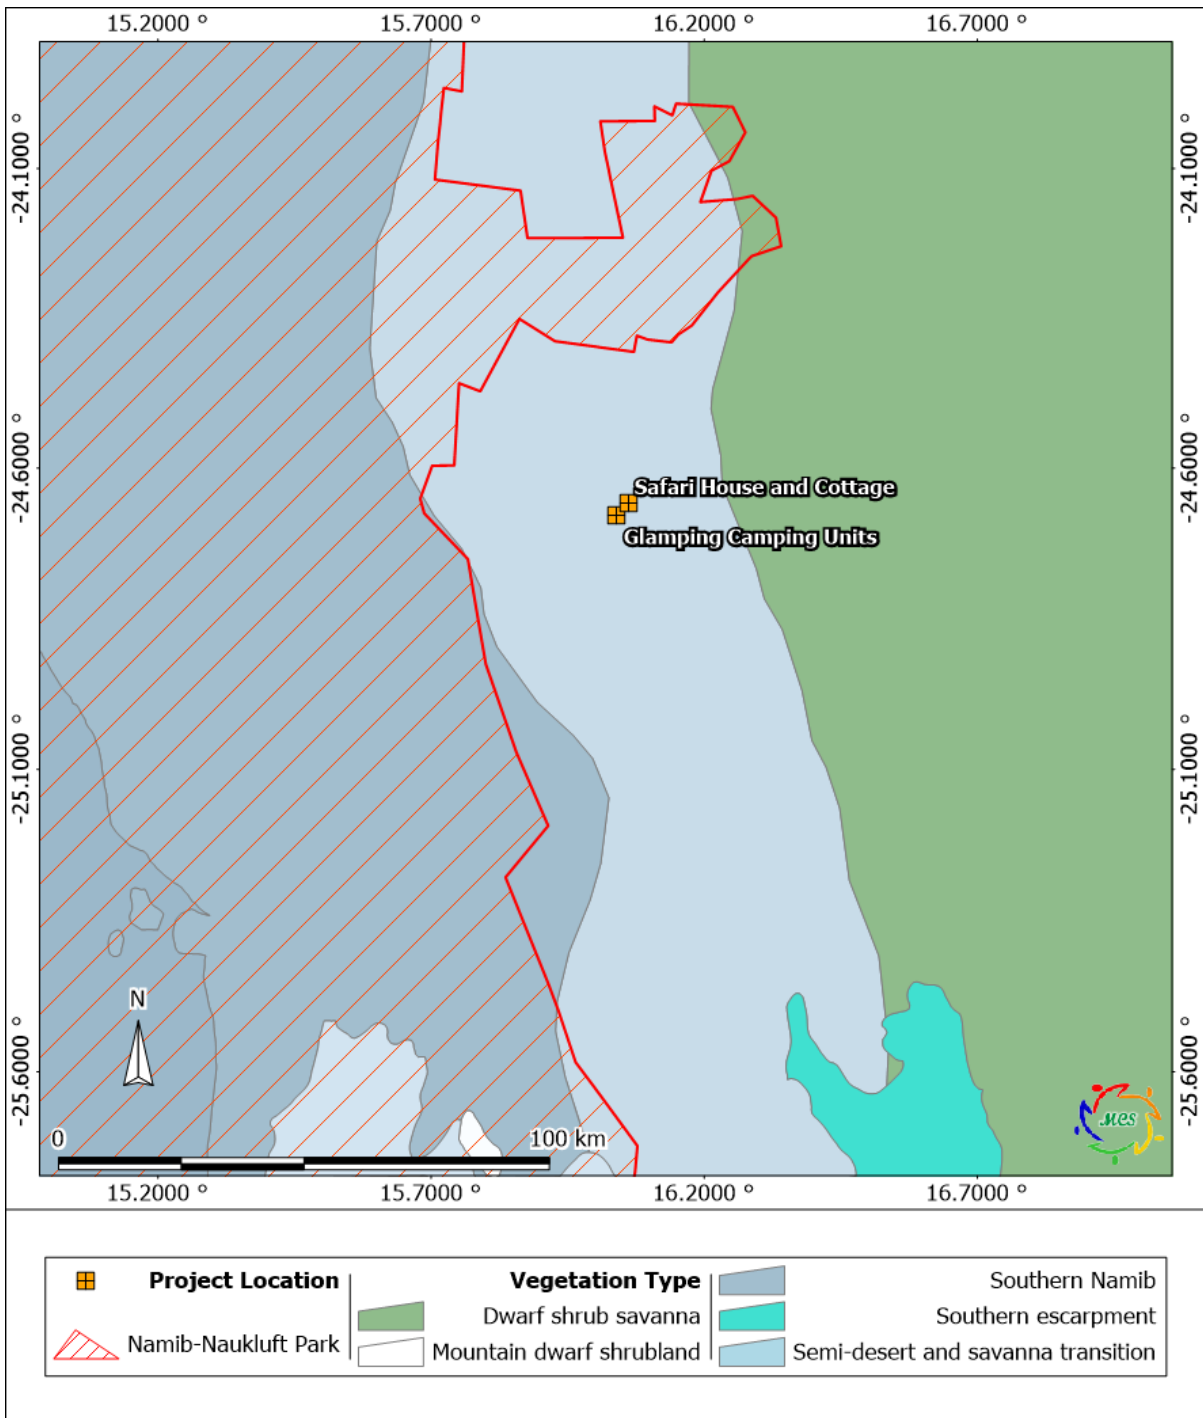 15.2000 ° 15.7000 ° 16.2000 ° 16.7000 °
-24.1000 ° -24.1000 °
-24.6000 ° -24.6000 °
Safari House and Cottage
Glamping Camping Units
-25.1000 ° -25.1000 °
N
-25.6000 ° -25.6000 °
MCS
0 100 km
15.2000 ° 15.7000 ° 16.2000 ° 16.7000 °
Project Location
Namib-Naukluft Park
Vegetation Type
Dwarf shrub savanna
Mountain dwarf shrubland
Southern Namib
Southern escarpment
Semi-desert and savanna transition